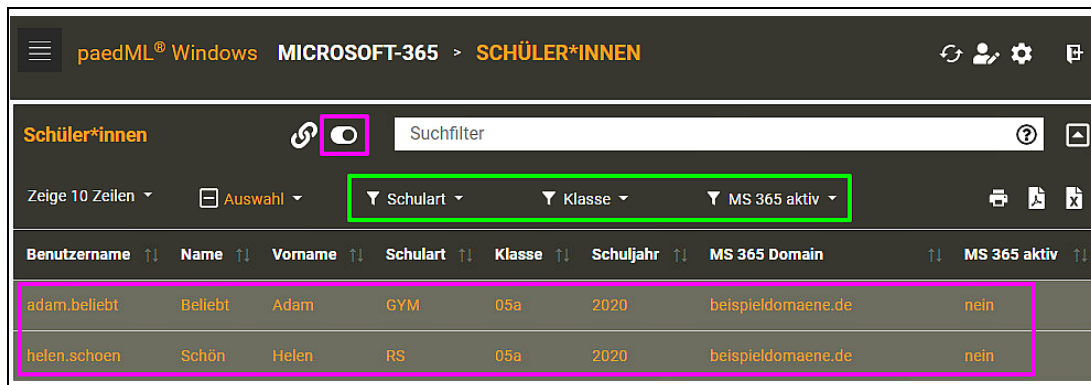 paedML® Windows MICROSOFT-365 > SCHÜLER*INNEN
Schüler*innen Suchfilter
Zeige 10 Zeilen Auswahl Schulart Klasse MS 365 aktiv
Benutzername Name Vorname Schulart Klasse Schuljahr MS 365 Domain MS 365 aktiv
adam.beliebt Beliebt Adam GYM 05a 2020 beispieldomaene.de nein
helen.schoen Schön Helen RS 05a 2020 beispieldomaene.de nein